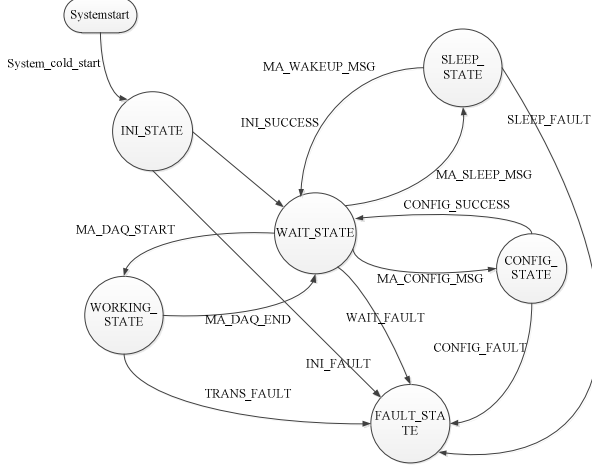 Systemstart
System_cold_start
SLEEP_
STATE
MA_WAKEUP_MSG
INI_STATE
INI_SUCCESS
SLEEP_FAULT
MA_SLEEP_MSG
CONFIG_SUCCESS
MA_DAQ_START
WAIT_STATE
CONFIG_
STATE
MA_CONFIG_MSG
WORKING_
STATE
MA_DAQ_END
WAIT_FAULT
CONFIG_FAULT
INI_FAULT
TRANS_FAULT
FAULT_STA
TE